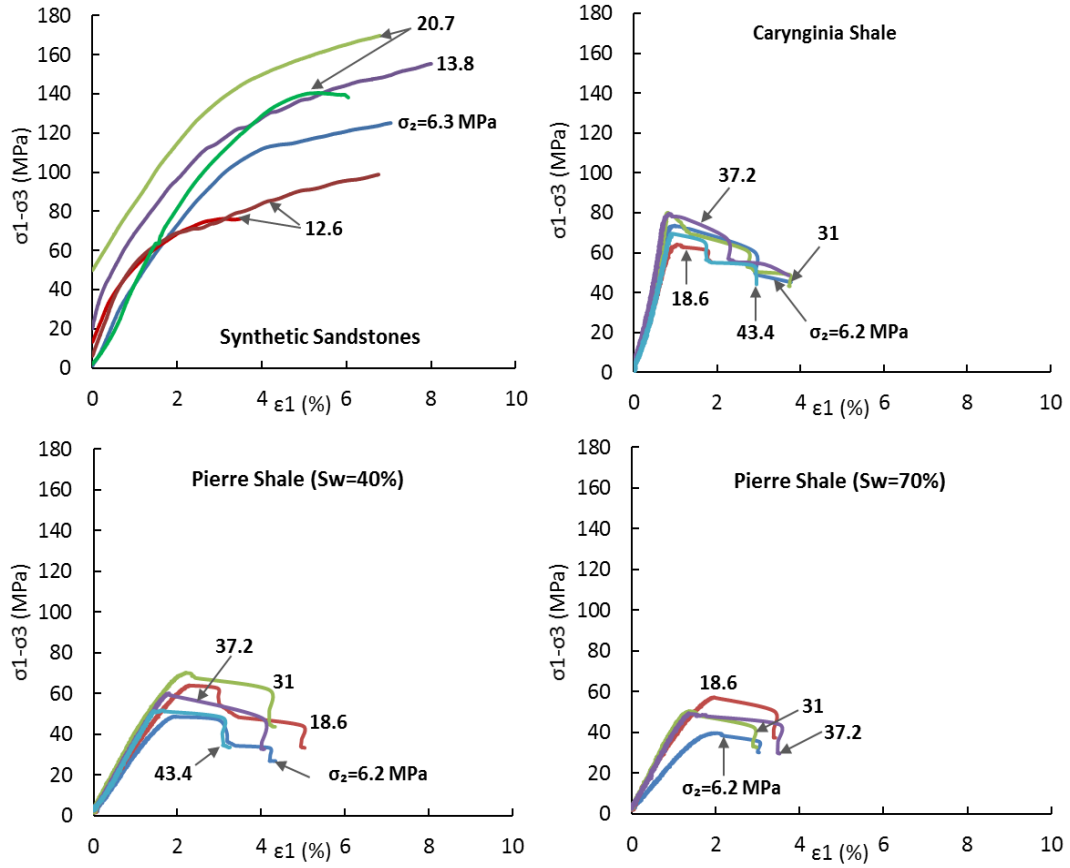 180
160
140
120
100
80
60
40
20
0
σ1-σ3 (MPa)
20.7
13.8
σ₂=6.3 MPa
12.6
Synthetic Sandstones
0 2 4 6 8 10
ε1 (%)
180
160
140
120
100
80
60
40
20
0
σ1-σ3 (MPa)
Carynginia Shale
37.2
31
18.6
σ₂=6.2 MPa
43.4
0 2 4 6 8 10
ε1 (%)
180
160
140
120
100
80
60
40
20
0
σ1-σ3 (MPa)
Pierre Shale (Sw=40%)
37.2
31
18.6
43.4
σ₂=6.2 MPa
0 2 4 6 8 10
ε1 (%)
180
160
140
120
100
80
60
40
20
0
σ1-σ3 (MPa)
Pierre Shale (Sw=70%)
18.6
31
37.2
σ₂=6.2 MPa
0 2 4 6 8 10
ε1 (%)